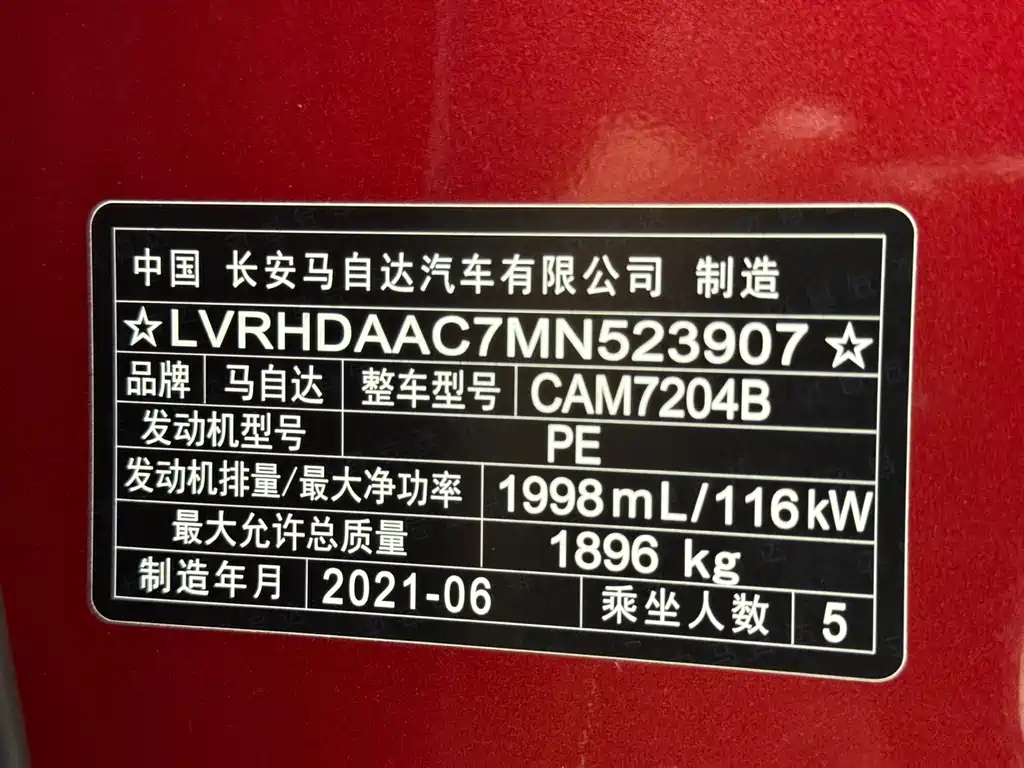 中国 长安马自达汽车有限公司 制造
☆LVRHDAAC7MN523907☆
品牌 马自达 整车型号 CAM7204B
发动机型号 PE
发动机排量/最大净功率 1998mL/116kW
最大允许总质量 1896 kg
制造年月 2021-06 乘坐人数 5